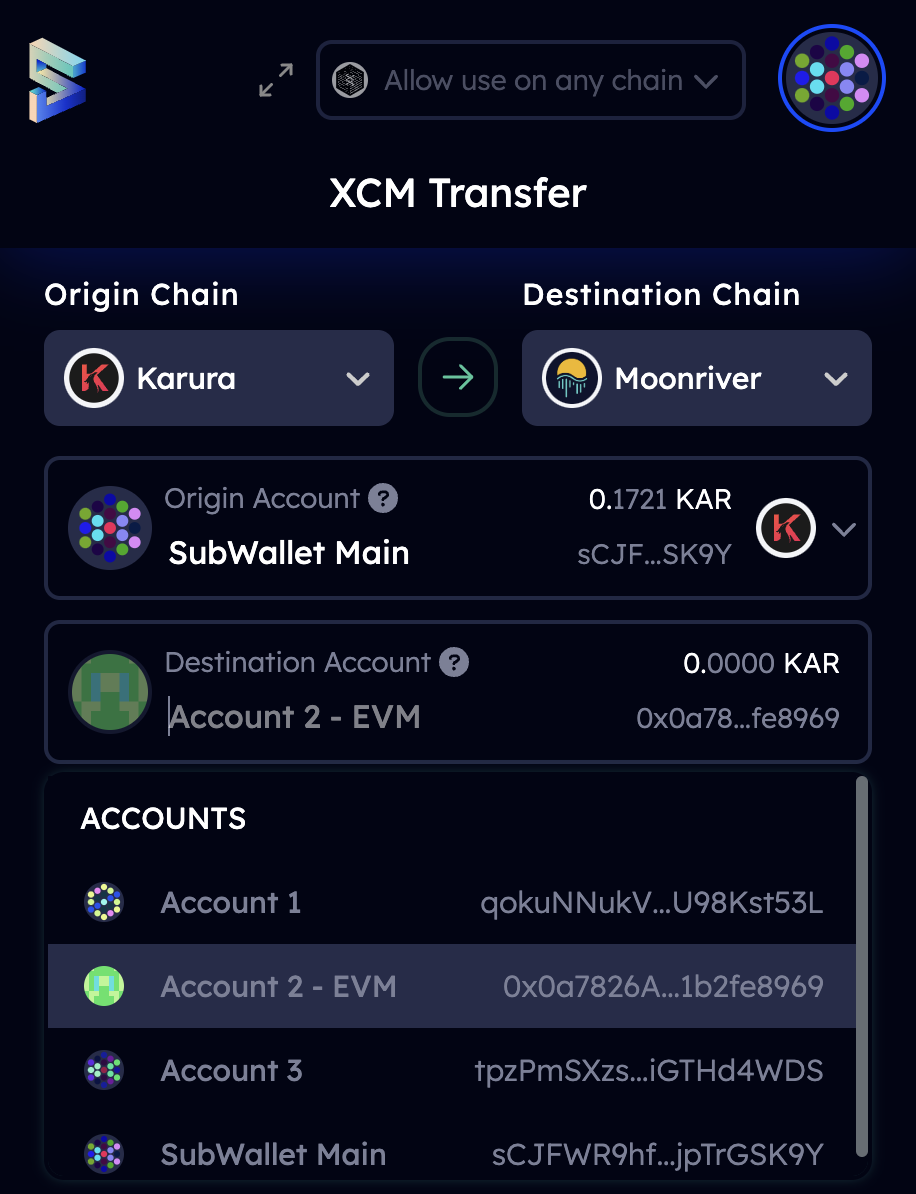 Allow use on any chain
XCM Transfer
Origin Chain
Destination Chain
Karura
Moonriver
Origin Account ?
0.1721 KAR
SubWallet Main
sCJF...SK9Y
Destination Account ?
0.0000 KAR
Account 2 - EVM
0x0a78...fe8969
ACCOUNTS
Account 1
qokuNNukV...U98Kst53L
Account 2 - EVM
0x0a7826A...1b2fe8969
Account 3
tpzPmSXzs...iGTHd4WDS
SubWallet Main
sCJFWR9hf...jpTrGSK9Y